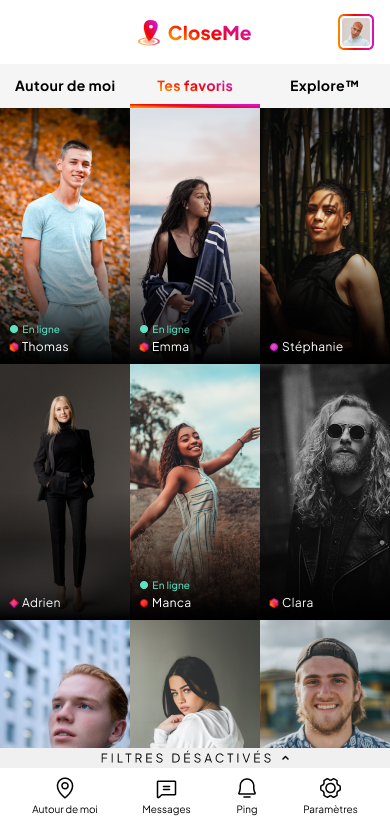 CloseMe
Autour de moi
Tes favoris
Explore™
En ligne
Thomas
En ligne
Emma
Stéphanie
Adrien
En ligne
Manca
Clara
FILTRES DÉSACTIVÉS
Autour de moi
Messages
Ping
Paramètres